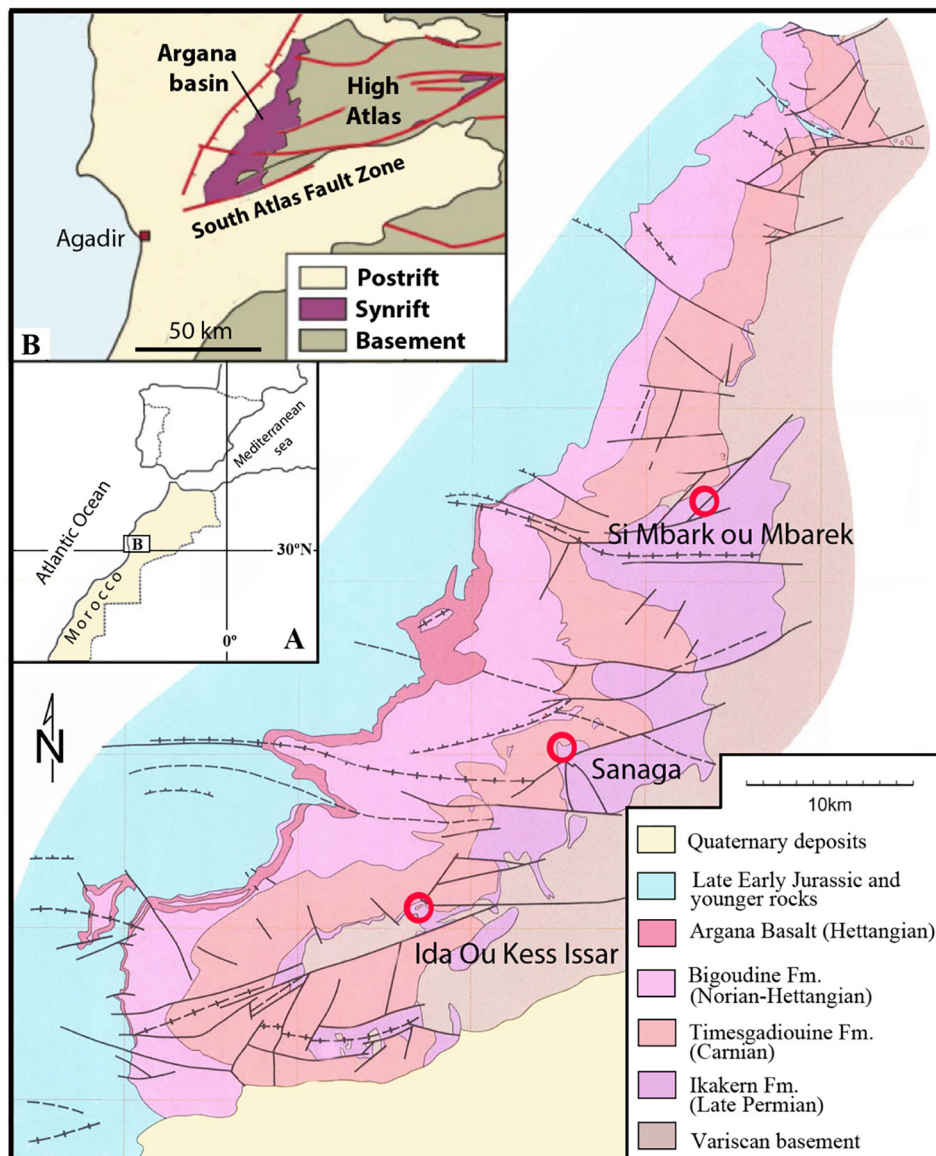 Argana
basin
High
Atlas
South Atlas Fault Zone
Agadir
Postrift
Synrift
Basement
50 km
B
Mediterranean
sea
Atlantic Ocean
B
30°N
Morocco
0°
A
N
Si Mbark ou Mbarek
Sanaga
Ida Ou Kess Issar
10km
Quaternary deposits
Late Early Jurassic and
younger rocks
Argana Basalt (Hettangian)
Bigoudine Fm.
(Norian-Hettangian)
Timesgadiouine Fm.
(Carnian)
Ikakern Fm.
(Late Permian)
Variscan basement